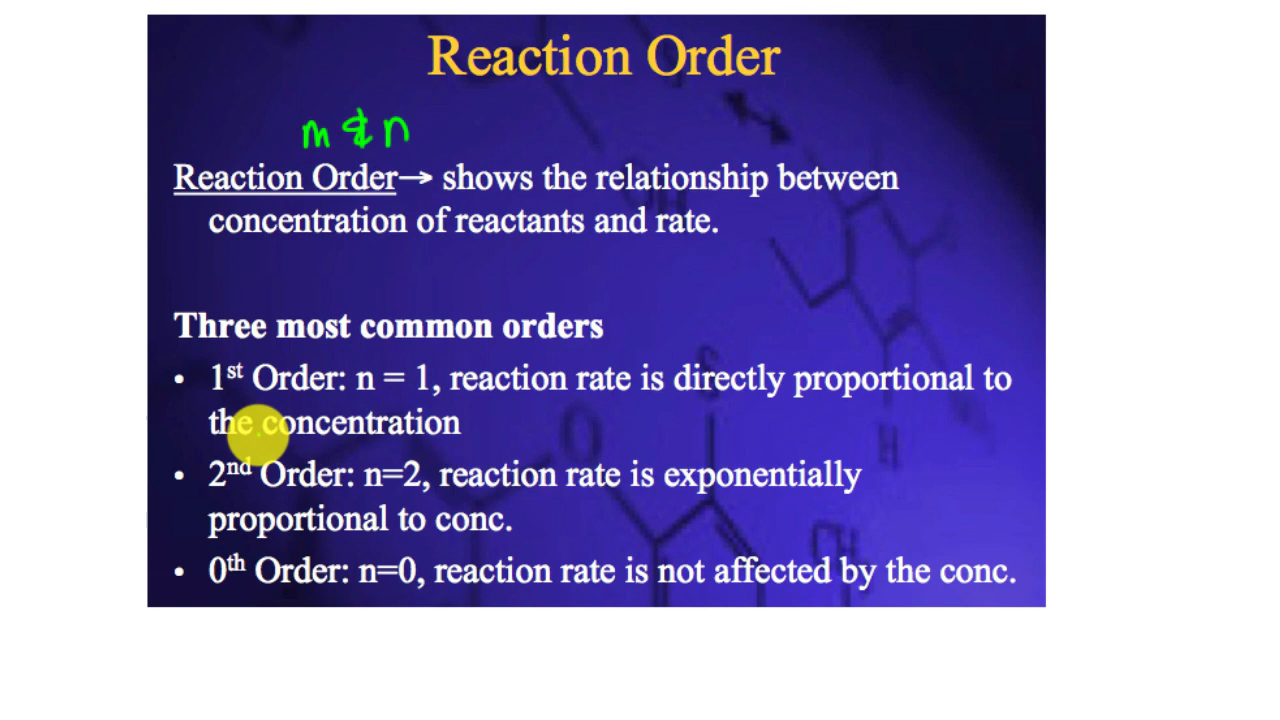 Reaction Order
m & n
Reaction Order→ shows the relationship between
concentration of reactants and rate.
Three most common orders
• 1st Order: n = 1, reaction rate is directly proportional to
the concentration
• 2nd Order: n=2, reaction rate is exponentially
proportional to conc.
• 0th Order: n=0, reaction rate is not affected by the conc.
O
S
H
CH
OH